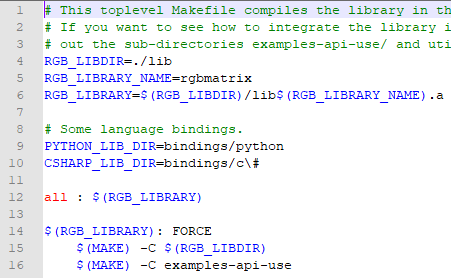 1 # This toplevel Makefile compiles the library in th
2 # If you want to see how to integrate the library i
3 # out the sub-directories examples-api-use/ and uti
4 RGB_LIBDIR=./lib
5 RGB_LIBRARY_NAME=rgbmatrix
6 RGB_LIBRARY=$(RGB_LIBDIR)/lib$(RGB_LIBRARY_NAME).a
7
8 # Some language bindings.
9 PYTHON_LIB_DIR=bindings/python
10 CSHARP_LIB_DIR=bindings/c\#
11
12 all : $(RGB_LIBRARY)
13
14 $(RGB_LIBRARY): FORCE
15     $(MAKE) -C $(RGB_LIBDIR)
16     $(MAKE) -C examples-api-use